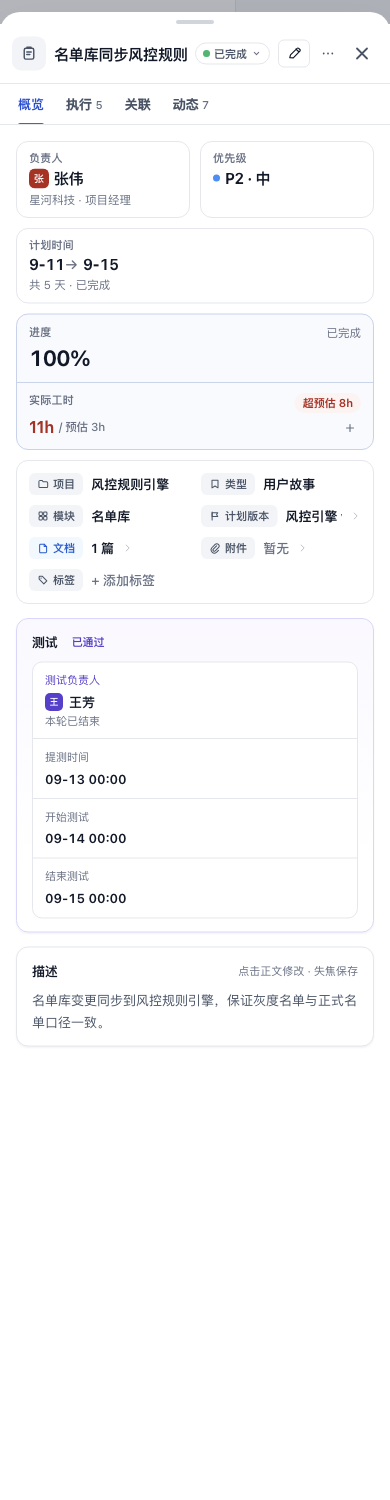 名单库同步风控规则
已完成
概览
执行 5
关联
动态 7
负责人
张 张伟
星河科技 · 项目经理
优先级
P2 · 中
计划时间
9-11→ 9-15
共 5 天 · 已完成
进度
已完成
100%
实际工时
超预估 8h
11h / 预估 3h
+
项目 风控规则引擎
类型 用户故事
模块 名单库
计划版本 风控引擎
文档 1 篇
附件 暂无
标签 + 添加标签
测试 已通过
测试负责人
王 王芳
本轮已结束
提测时间
09-13 00:00
开始测试
09-14 00:00
结束测试
09-15 00:00
描述
点击正文修改 · 失焦保存
名单库变更同步到风控规则引擎，保证灰度名单与正式名
单口径一致。